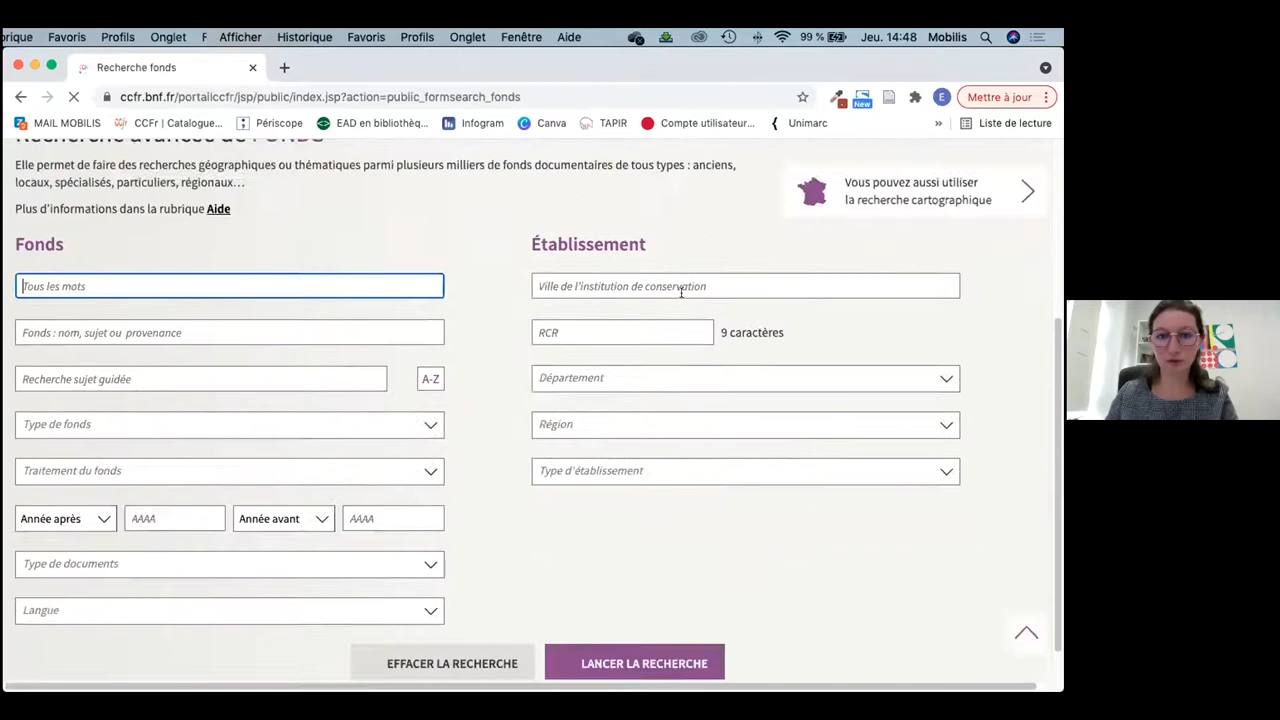 orique Favoris Profils Onglet F Afficher Historique Favoris Profils Onglet Fenêtre Aide 99 % Jeu. 14:48 Mobilis
Recherche fonds
ccfr.bnf.fr/portailccfr/jsp/public/index.jsp?action=public_formsearch_fonds E Mettre à jour
New
MAIL MOBILIS CCFr | Catalogue... Périscope EAD en bibliothèq... Infogram Canva TAPIR Compte utilisateur... Unimarc » Liste de lecture
Recherche avancée de FONDS
Elle permet de faire des recherches géographiques ou thématiques parmi plusieurs milliers de fonds documentaires de tous types : anciens,
locaux, spécialisés, particuliers, régionaux...
Vous pouvez aussi utiliser
la recherche cartographique
Plus d'informations dans la rubrique Aide
Fonds
Tous les mots
Fonds : nom, sujet ou provenance
Recherche sujet guidée A-Z
Type de fonds
Traitement du fonds
Année après AAAA Année avant AAAA
Type de documents
Langue
Établissement
Ville de l'institution de conservation
RCR 9 caractères
Département
Région
Type d'établissement
EFFACER LA RECHERCHE LANCER LA RECHERCHE